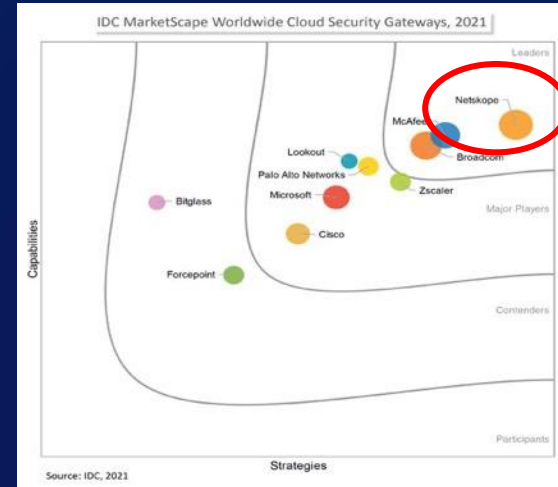 IDC MarketScape Worldwide Cloud Security Gateways, 2021
Leaders
Netskope
McAfee
Broadcom
Lookout
Palo Alto Networks
Zscaler
Microsoft
Bitglass
Major Players
Cisco
Forcepoint
Contenders
Participants
Capabilities
Strategies
Source: IDC, 2021